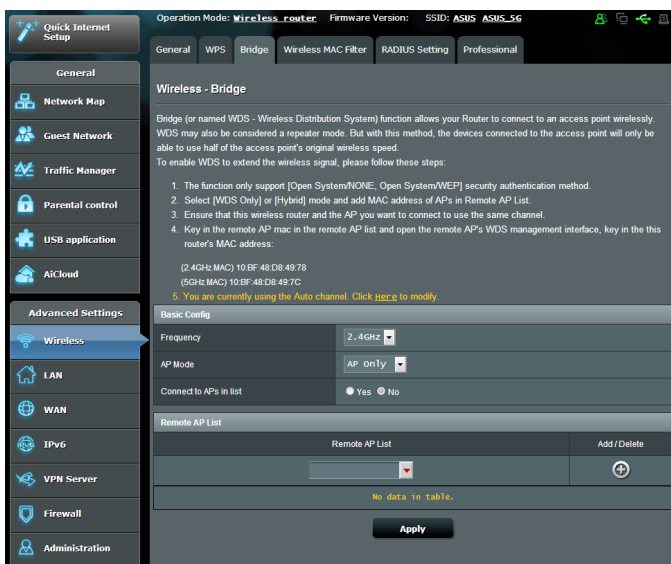 Quick Internet Setup
Operation Mode: Wireless router Firmware Version: SSID: ASUS ASUS_5G
General WPS Bridge Wireless MAC Filter RADIUS Setting Professional
General
Network Map
Guest Network
Traffic Manager
Parental control
USB application
AiCloud
Advanced Settings
Wireless
LAN
WAN
IPv6
VPN Server
Firewall
Administration
Wireless - Bridge
Bridge (or named WDS - Wireless Distribution System) function allows your Router to connect to an access point wirelessly.
WDS may also be considered a repeater mode. But with this method, the devices connected to the access point will only be
able to use half of the access point's original wireless speed.
To enable WDS to extend the wireless signal, please follow these steps:
1. The function only support [Open System/NONE, Open System/WEP] security authentication method.
2. Select [WDS Only] or [Hybrid] mode and add MAC address of APs in Remote AP List.
3. Ensure that this wireless router and the AP you want to connect to use the same channel.
4. Key in the remote AP mac in the remote AP list and open the remote AP's WDS management interface, key in the this
router's MAC address:
(2.4GHz MAC) 10:BF:48:D8:49:78
(5GHz MAC) 10:BF:48:D8:49:7C
5. You are currently using the Auto channel. Click Here to modify.
Basic Config
Frequency 2.4GHz
AP Mode AP Only
Connect to APs in list Yes No
Remote AP List
Remote AP List Add / Delete
No data in table.
Apply